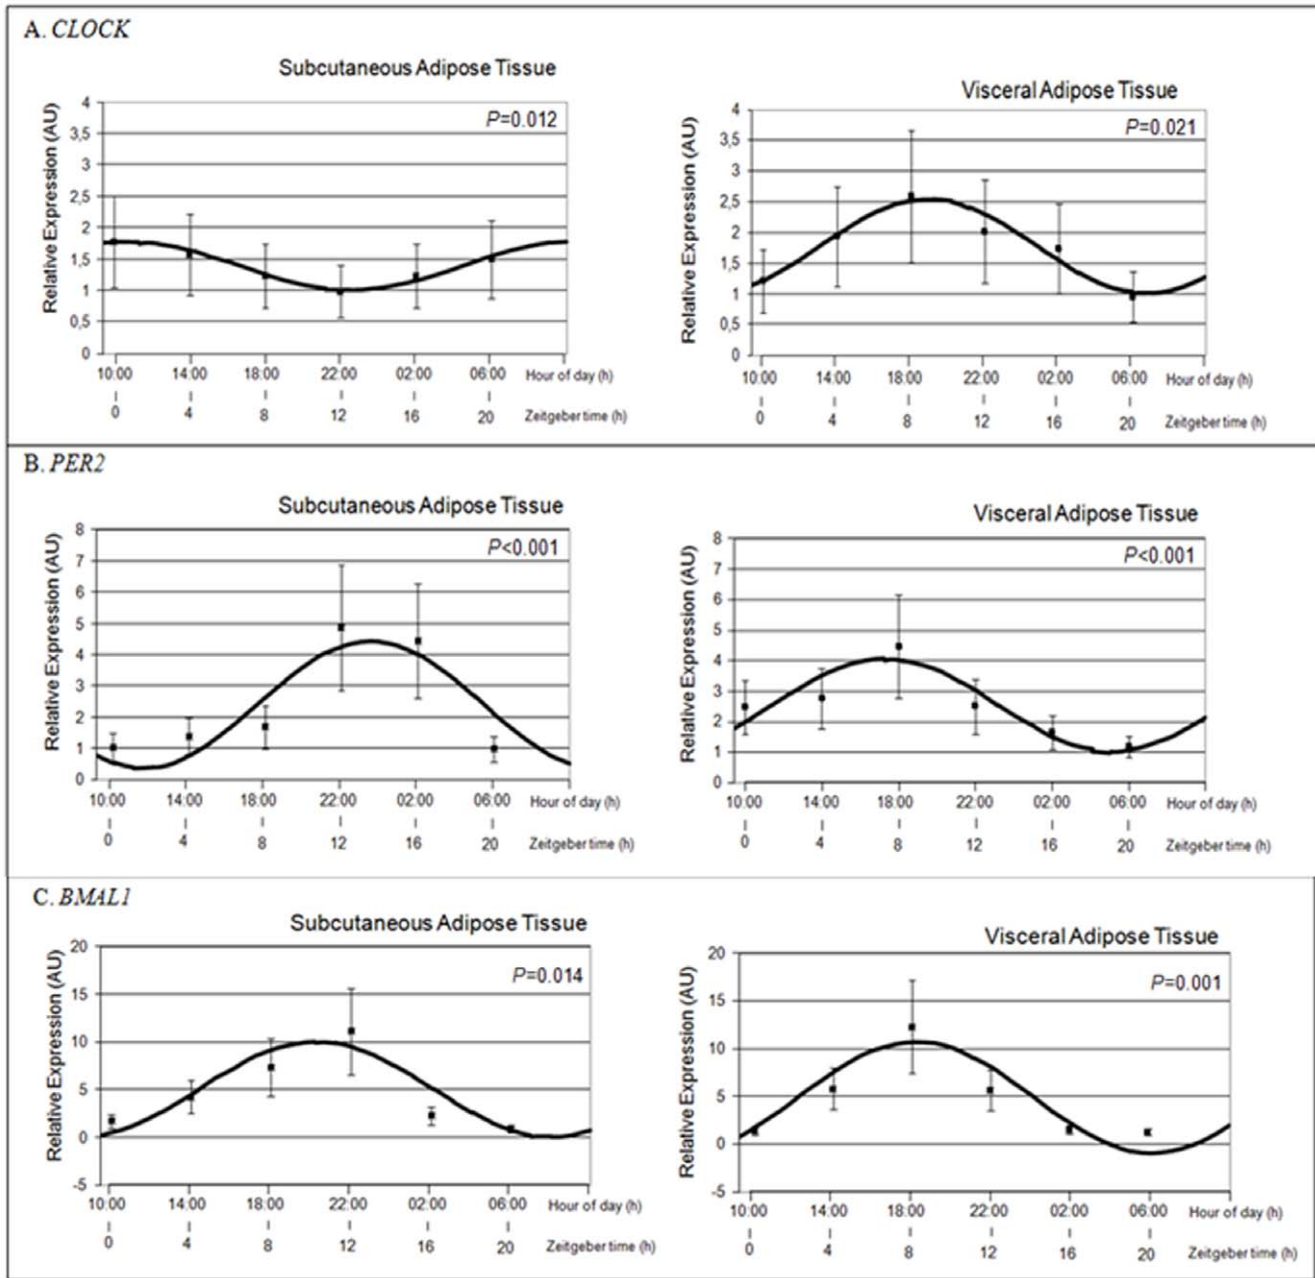 A. CLOCK
Subcutaneous Adipose Tissue
P=0.012
Relative Expression (AU)
4
3,5
3
2,5
2
1,5
1
0,5
0
10:00 14:00 18:00 22:00 02:00 06:00 Hour of day (h)
0 4 8 12 16 20 Zeitgeber time (h)
Visceral Adipose Tissue
P=0.021
Relative Expression (AU)
4
3,5
3
2,5
2
1,5
1
0,5
0
10:00 14:00 18:00 22:00 02:00 06:00 Hour of day (h)
0 4 8 12 16 20 Zeitgeber time (h)
B. PER2
Subcutaneous Adipose Tissue
P<0.001
Relative Expression (AU)
8
7
6
5
4
3
2
1
0
10:00 14:00 18:00 22:00 02:00 06:00 Hour of day (h)
0 4 8 12 16 20 Zeitgeber time (h)
Visceral Adipose Tissue
P<0.001
Relative Expression (AU)
8
7
6
5
4
3
2
1
0
10:00 14:00 18:00 22:00 02:00 06:00 Hour of day (h)
0 4 8 12 16 20 Zeitgeber time (h)
C. BMAL1
Subcutaneous Adipose Tissue
P=0.014
Relative Expression (AU)
20
15
10
5
0
-5
10:00 14:00 18:00 22:00 02:00 06:00 Hour of day (h)
0 4 8 12 16 20 Zeitgeber time (h)
Visceral Adipose Tissue
P=0.001
Relative Expression (AU)
20
15
10
5
0
-5
10:00 14:00 18:00 22:00 02:00 06:00 Hour of day (h)
0 4 8 12 16 20 Zeitgeber time (h)